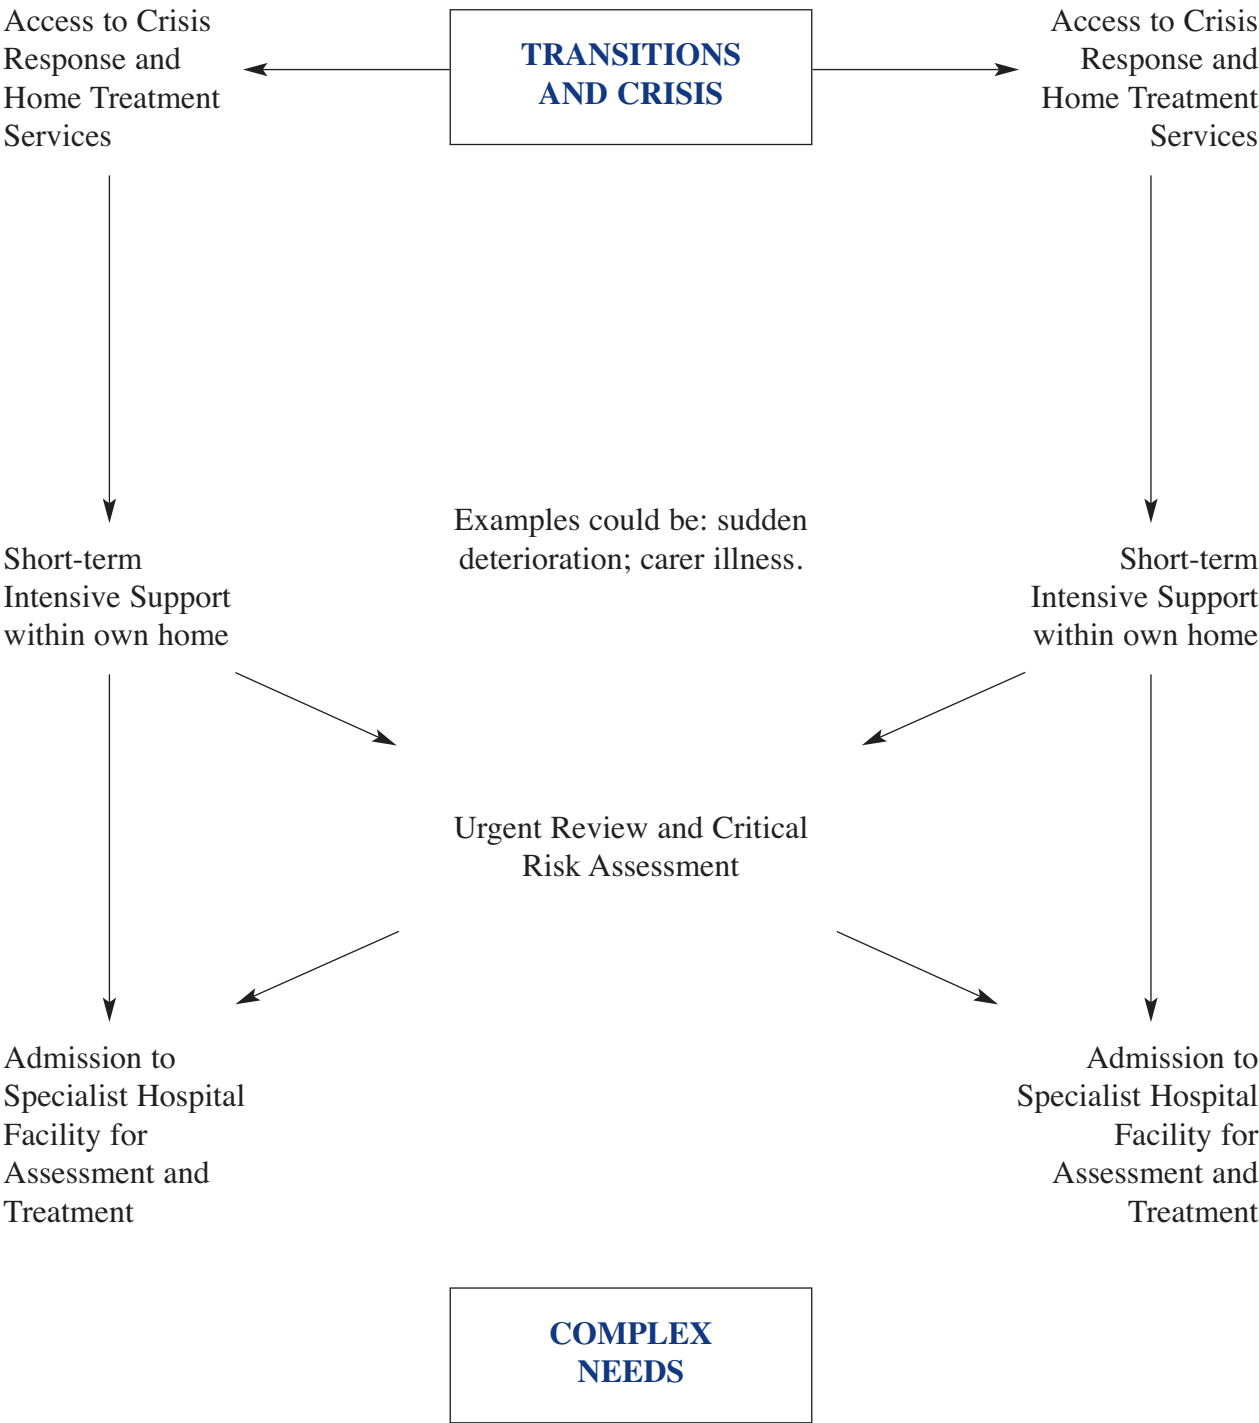 Access to Crisis
Response and
Home Treatment
Services
TRANSITIONS
AND CRISIS
Access to Crisis
Response and
Home Treatment
Services
Examples could be: sudden
deterioration; carer illness.
Short-term
Intensive Support
within own home
Short-term
Intensive Support
within own home
Urgent Review and Critical
Risk Assessment
Admission to
Specialist Hospital
Facility for
Assessment and
Treatment
Admission to
Specialist Hospital
Facility for
Assessment and
Treatment
COMPLEX
NEEDS